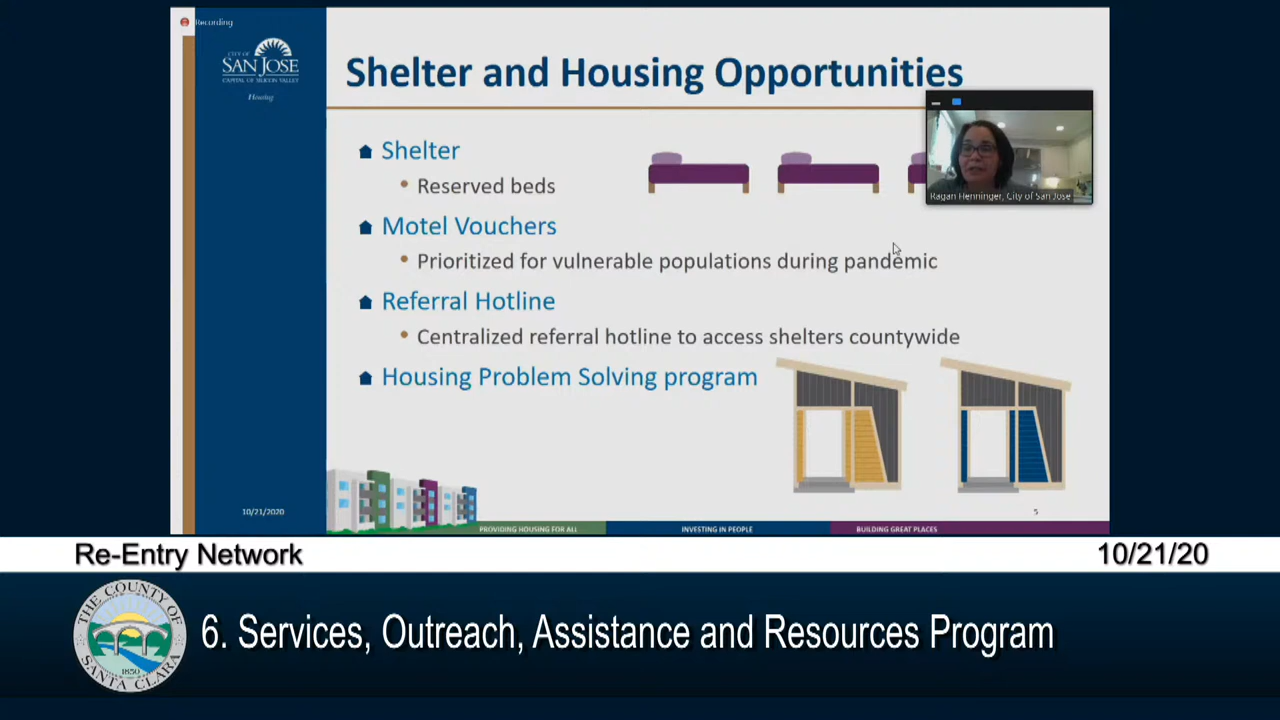 Recording
CITY OF
SAN JOSE
CAPITAL OF SILICON VALLEY
Housing
Shelter and Housing Opportunities
Shelter
• Reserved beds
Ragan Henninger, City of San Jose
Motel Vouchers
• Prioritized for vulnerable populations during pandemic
Referral Hotline
• Centralized referral hotline to access shelters countywide
Housing Problem Solving program
10/21/2020
5
PROVIDING HOUSING FOR ALL
INVESTING IN PEOPLE
BUILDING GREAT PLACES
Re-Entry Network
10/21/20
THE COUNTY OF
SANTA CLARA
1850
6. Services, Outreach, Assistance and Resources Program